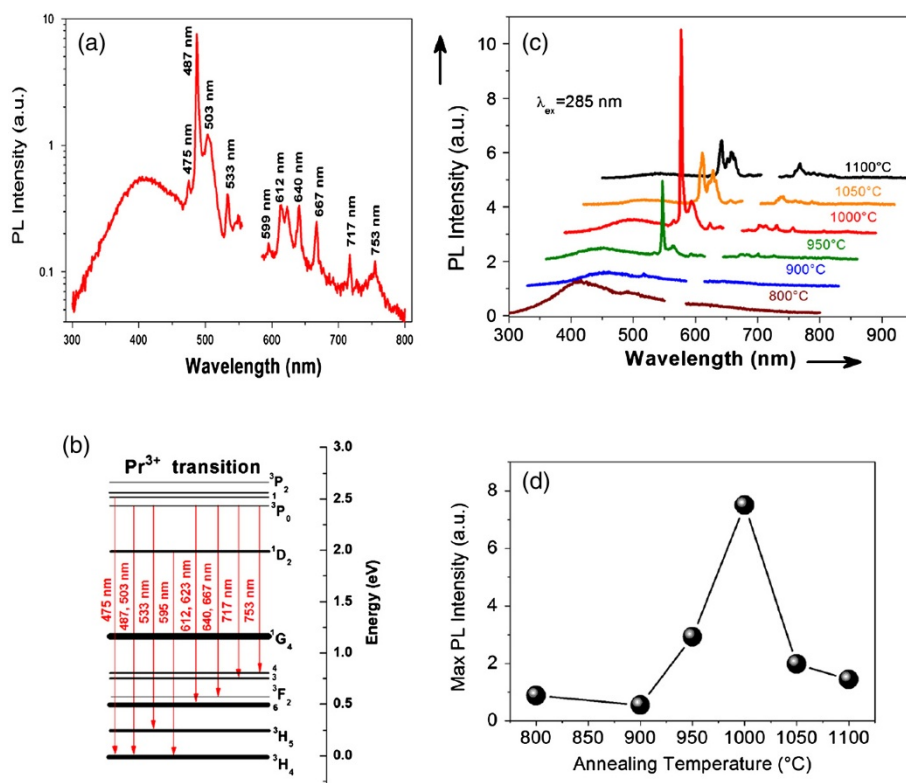 (a)
PL Intensity (a.u.)
10
1
0.1
475 nm
487 nm
503 nm
533 nm
599 nm
612 nm
640 nm
667 nm
717 nm
753 nm
300 400 500 600 700 800
Wavelength (nm)
(c)
PL Intensity (a.u.)
10
8
6
4
2
0
λex=285 nm
1100°C
1050°C
1000°C
950°C
900°C
800°C
300 400 500 600 700 800 900
Wavelength (nm)
(b)
Pr3+ transition
3P2
1
3P0
1D2
1G4
4
3
3F2
6
3H5
3H4
475 nm
487, 503 nm
533 nm
595 nm
612, 623 nm
640, 667 nm
717 nm
753 nm
3.0
2.5
2.0
1.5
1.0
0.5
0.0
Energy (eV)
(d)
Max PL Intensity (a.u.)
8
6
4
2
0
800 850 900 950 1000 1050 1100
Annealing Temperature (°C)